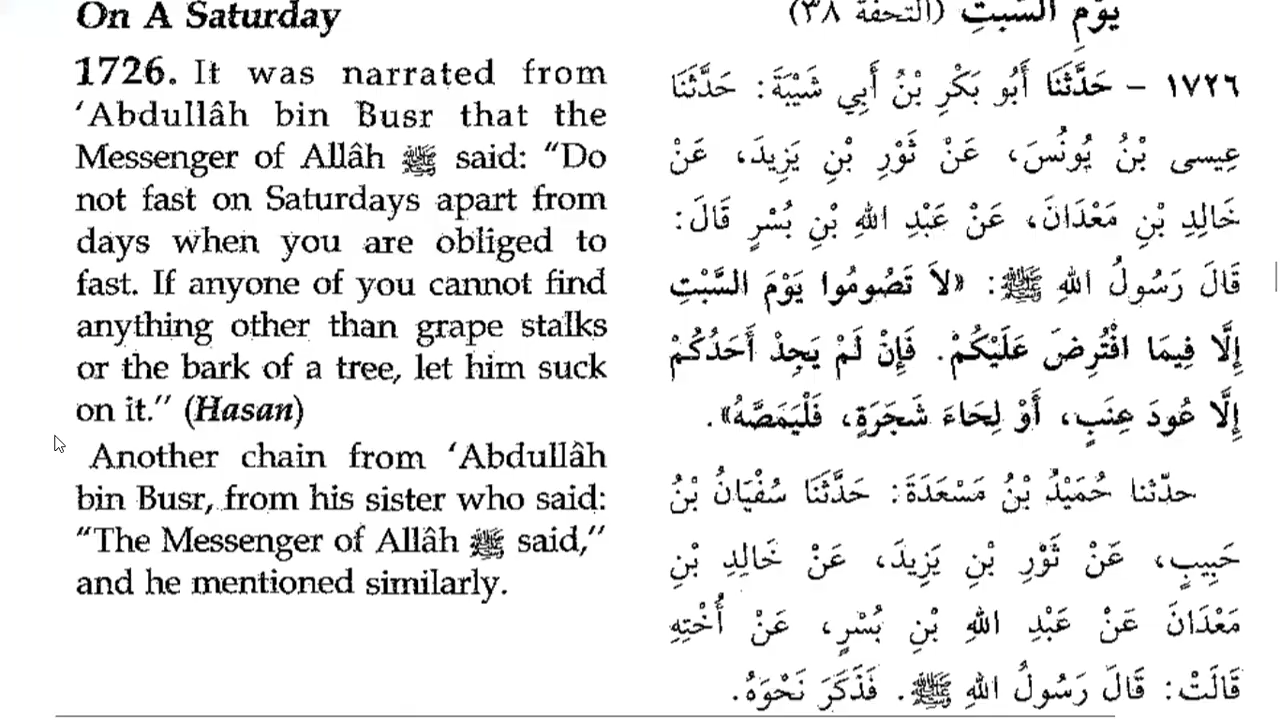 On A Saturday
1726. It was narrated from
‘Abdullâh bin Busr that the
Messenger of Allâh ﷺ said: “Do
not fast on Saturdays apart from
days when you are obliged to
fast. If anyone of you cannot find
anything other than grape stalks
or the bark of a tree, let him suck
on it.” (Hasan)
Another chain from ‘Abdullâh
bin Busr, from his sister who said:
“The Messenger of Allâh ﷺ said,”
and he mentioned similarly.
يَوْمِ السَّبْتِ (التحفة ٣٨)
١٧٢٦ - حَدَّثَنَا أَبُو بَكْرِ بْنُ أَبِي شَيْبَةَ: حَدَّثَنَا
عِيسى بْنُ يُونُسَ، عَنْ ثَوْرِ بْنِ يَزِيدَ، عَنْ
خَالِدِ بْنِ مَعْدَانَ، عَنْ عَبْدِ اللهِ بْنِ بُسْرٍ قَالَ:
قَالَ رَسُولُ اللهِ ﷺ: «لاَ تَصُومُوا يَوْمَ السَّبْتِ
إِلَّا فِيمَا افْتُرِضَ عَلَيْكُمْ. فَإِنْ لَمْ يَجِدْ أَحَدُكُمْ
إِلَّا عُودَ عِنَبٍ، أَوْ لِحَاءَ شَجَرَةٍ، فَلْيَمَصَّهُ».
حدّثنا حُمَيْدُ بْنُ مَسْعَدَةَ: حَدَّثَنَا سُفْيَانُ بْنُ
حَبِيبٍ، عَنْ ثَوْرِ بْنِ يَزِيدَ، عَنْ خَالِدِ بْنِ
مَعْدَانَ عَنْ عَبْدِ اللهِ بْنِ بُسْرٍ، عَنْ أُخْتِهِ
قَالَتْ: قَالَ رَسُولُ اللهِ ﷺ. فَذَكَرَ نَحْوَهُ.